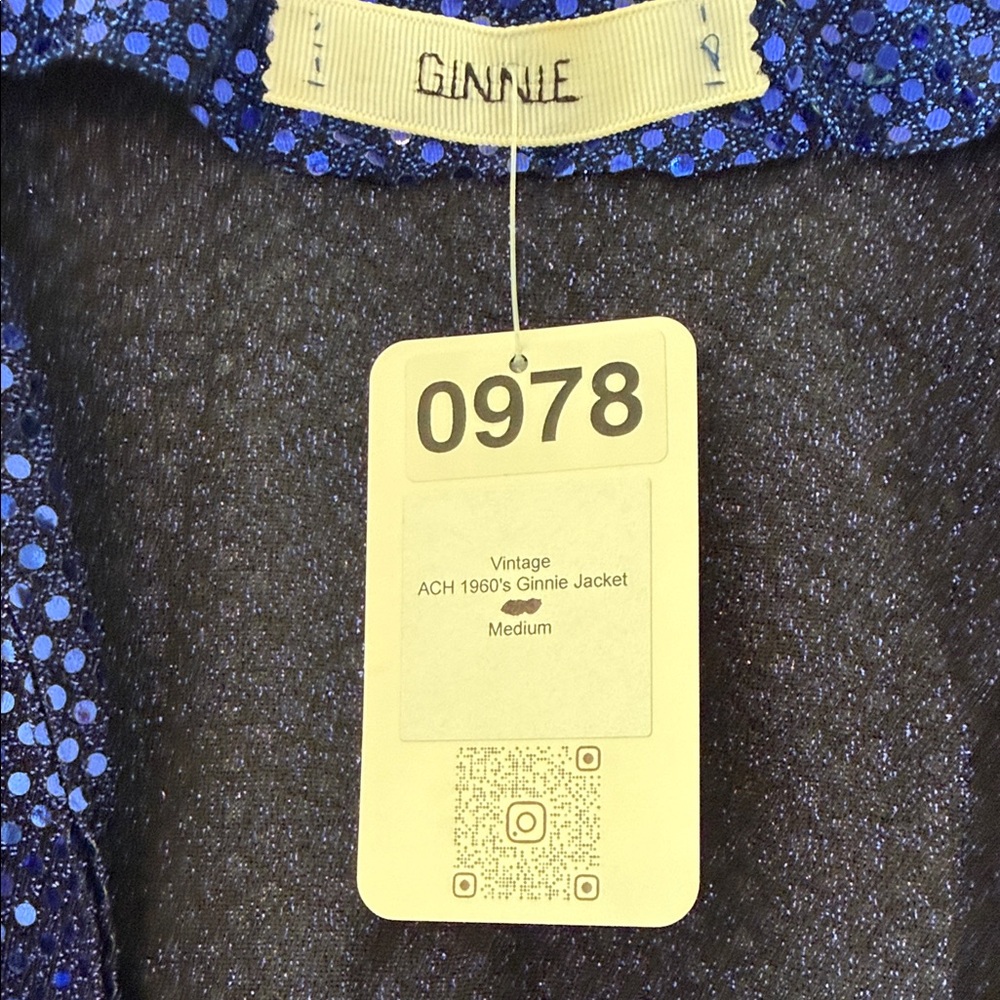 GINNIE
0978
Vintage
ACH 1960's Ginnie Jacket
Medium